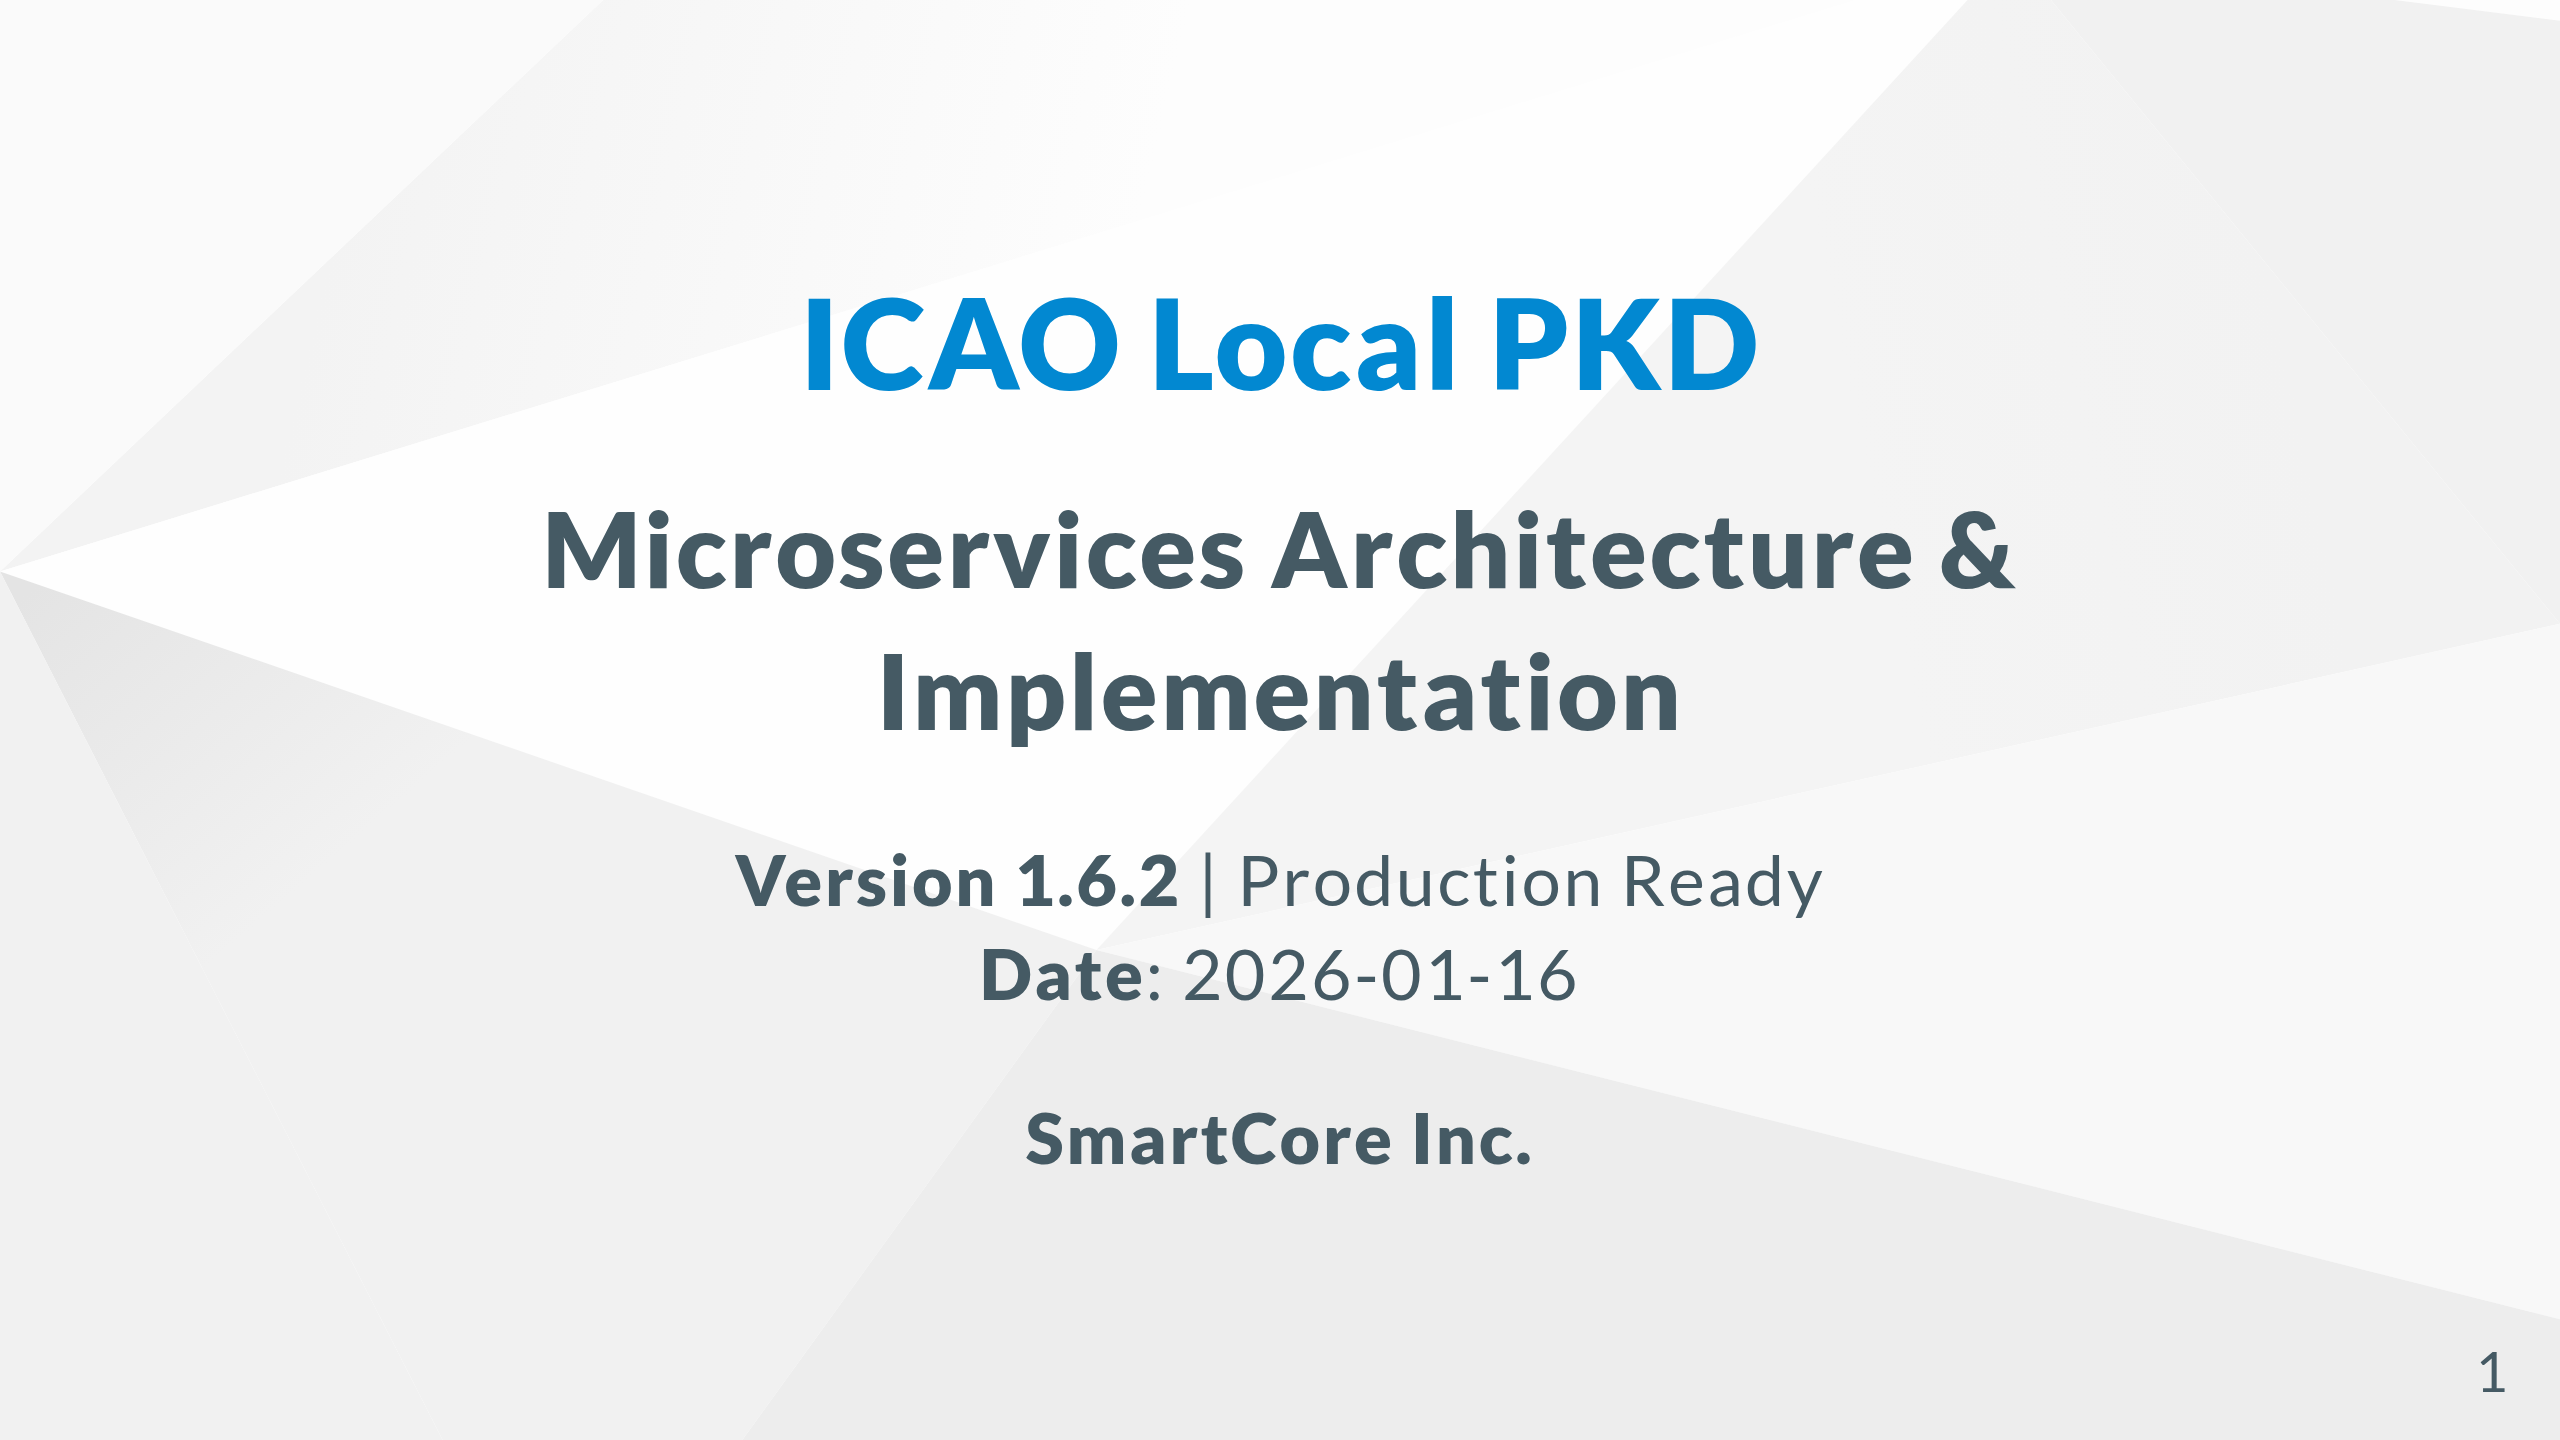 ICAO Local PKD
Microservices Architecture &
Implementation
Version 1.6.2 | Production Ready
Date: 2026-01-16
SmartCore Inc.
1